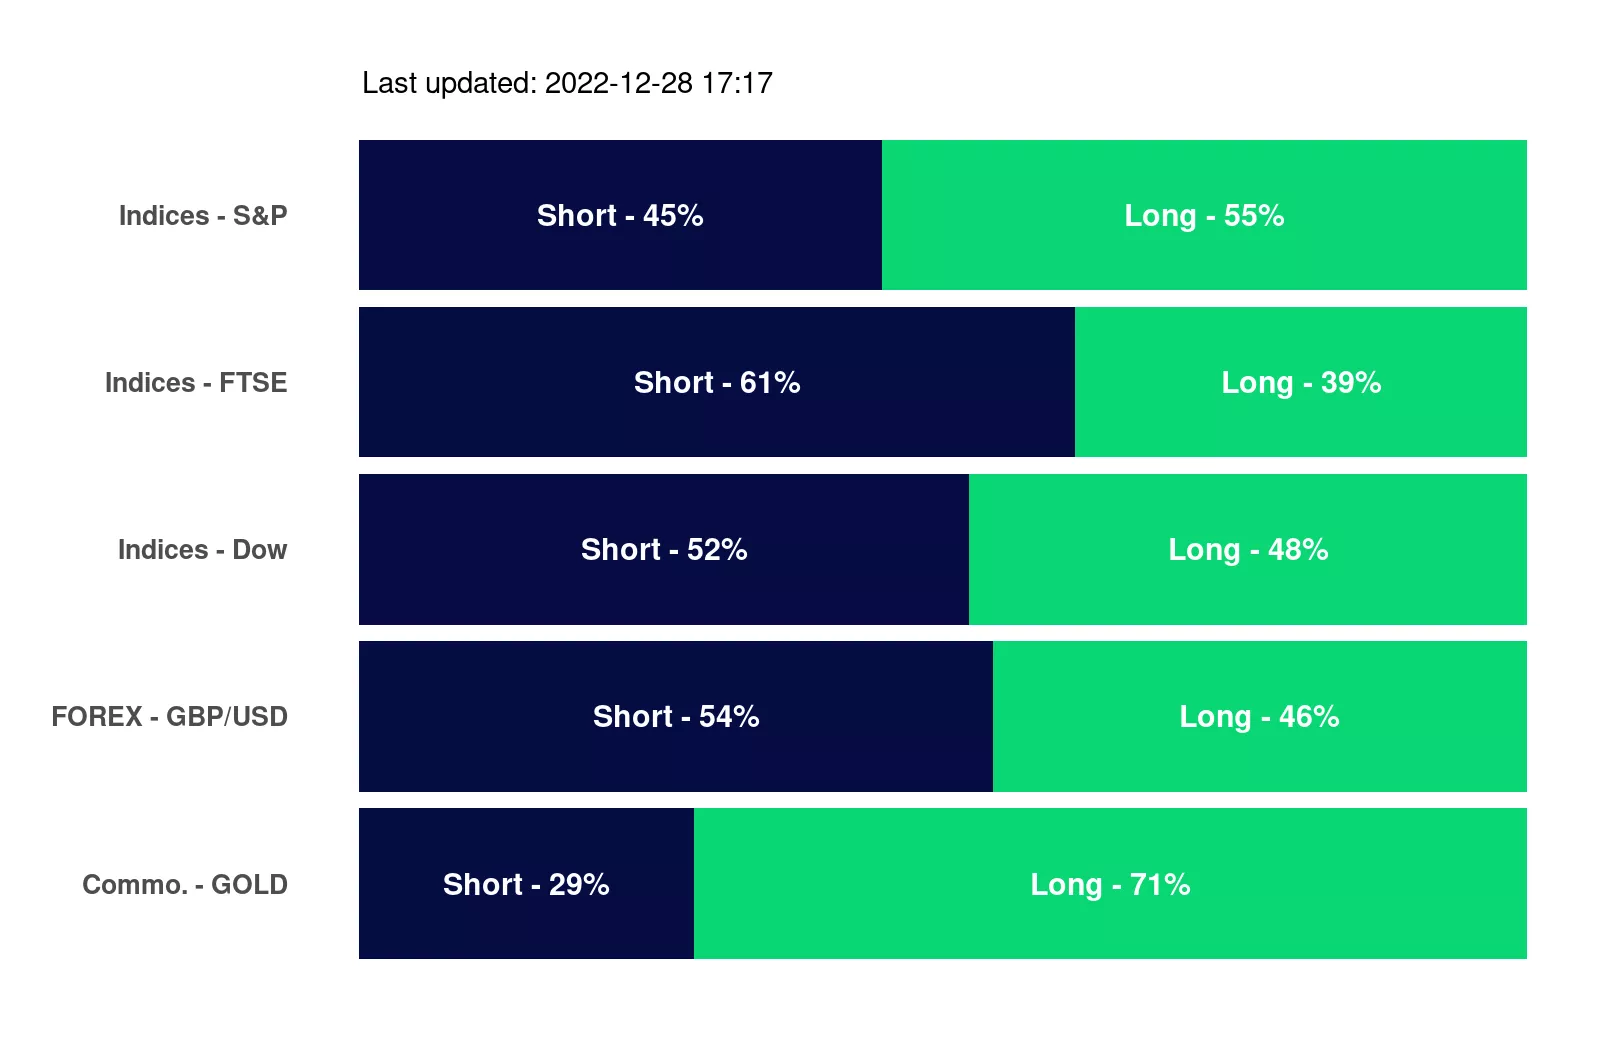 Last updated: 2022-12-28 17:17
Indices - S&P
Short - 45%
Long - 55%
Indices - FTSE
Short - 61%
Long - 39%
Indices - Dow
Short - 52%
Long - 48%
FOREX - GBP/USD
Short - 54%
Long - 46%
Commo. - GOLD
Short - 29%
Long - 71%